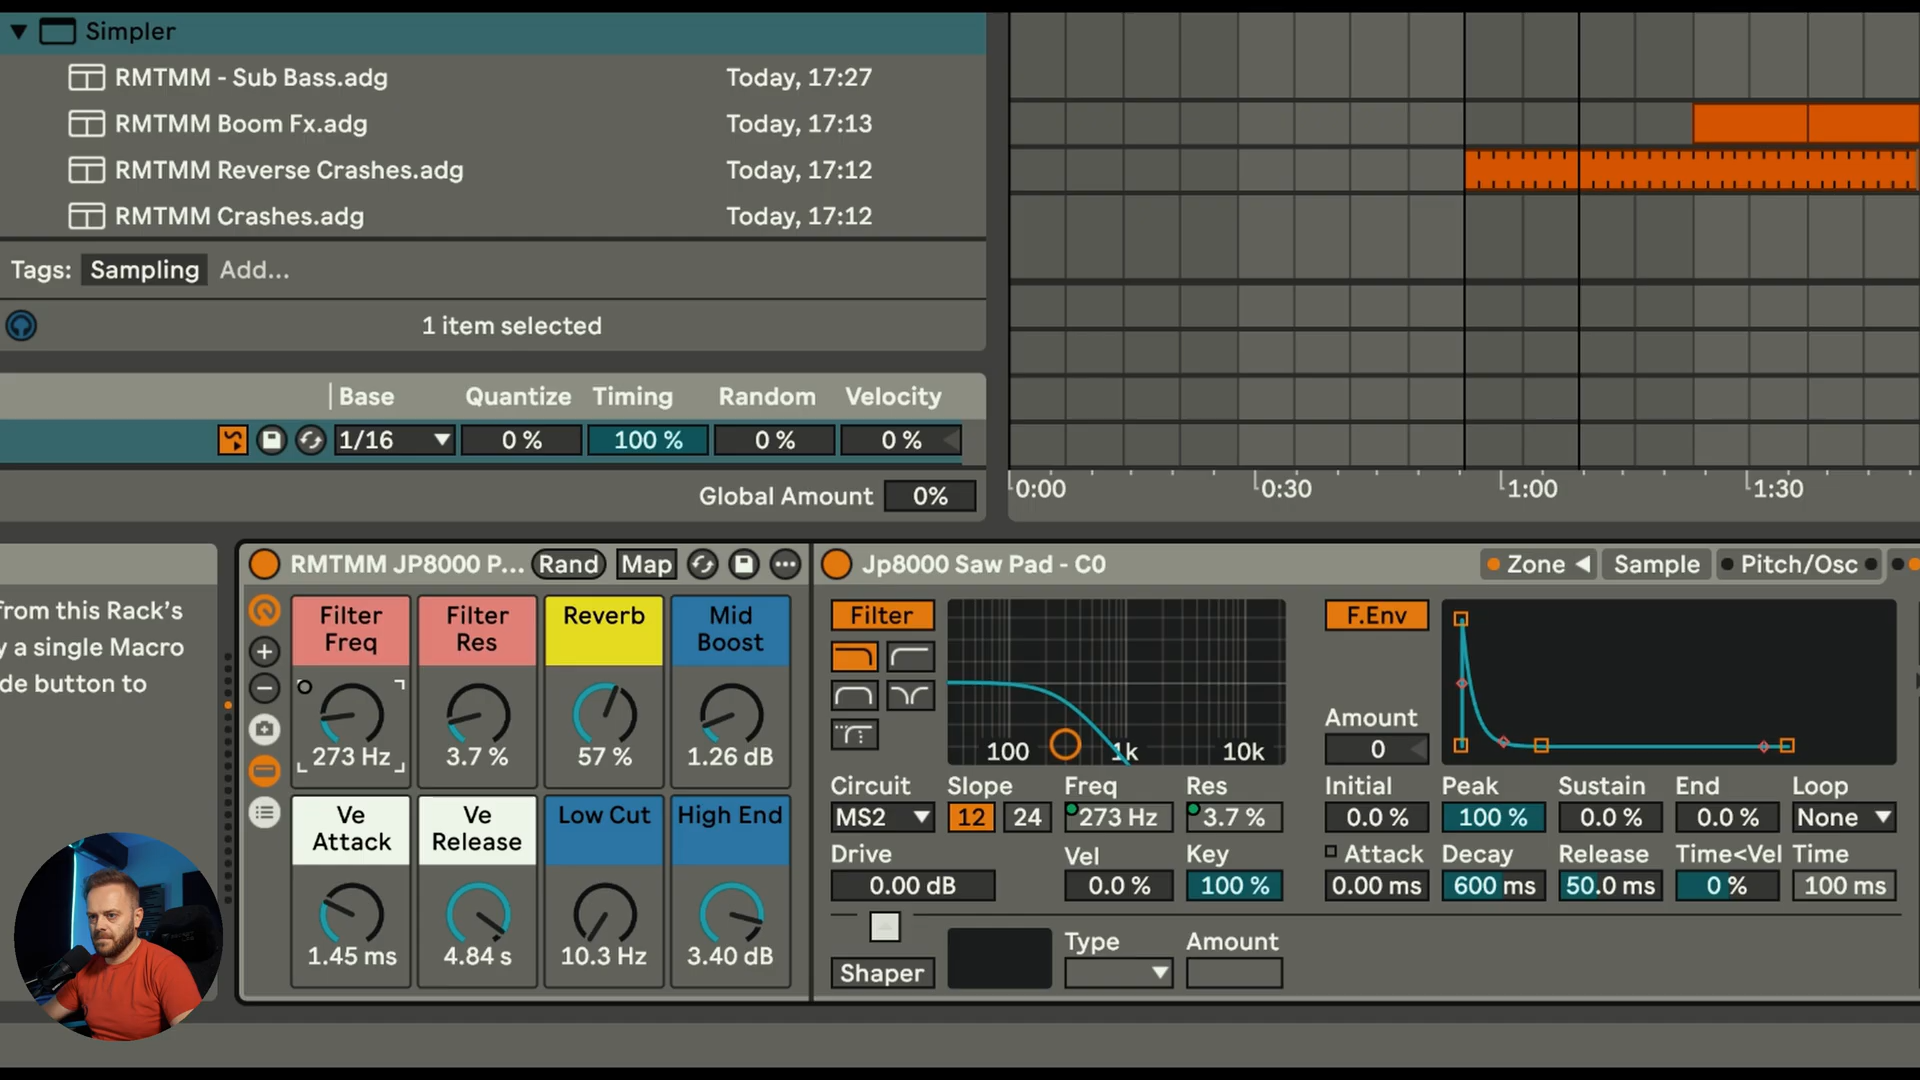 Simpler
RMTMM - Sub Bass.adg Today, 17:27
RMTMM Boom Fx.adg Today, 17:13
RMTMM Reverse Crashes.adg Today, 17:12
RMTMM Crashes.adg Today, 17:12
Tags: Sampling Add...
1 item selected
Base Quantize Timing Random Velocity
1/16 0 % 100 % 0 % 0 %
Global Amount 0%
0:00 0:30 1:00 1:30
from this Rack's
y a single Macro
de button to
RMTMM JP8000 P... Rand Map
Filter Freq
Filter Res
Reverb
Mid Boost
273 Hz 3.7 % 57 % 1.26 dB
Ve Attack
Ve Release
Low Cut
High End
1.45 ms 4.84 s 10.3 Hz 3.40 dB
Jp8000 Saw Pad - C0 Zone Sample Pitch/Osc
Filter
100 1k 10k
Circuit Slope Freq Res
MS2 12 24 273 Hz 3.7 %
Drive Vel Key
0.00 dB 0.0 % 100 %
Shaper
Type Amount
F.Env
Amount
0
Initial Peak Sustain End Loop
0.0 % 100 % 0.0 % 0.0 % None
Attack Decay Release Time<Vel Time
0.00 ms 600 ms 50.0 ms 0 % 100 ms